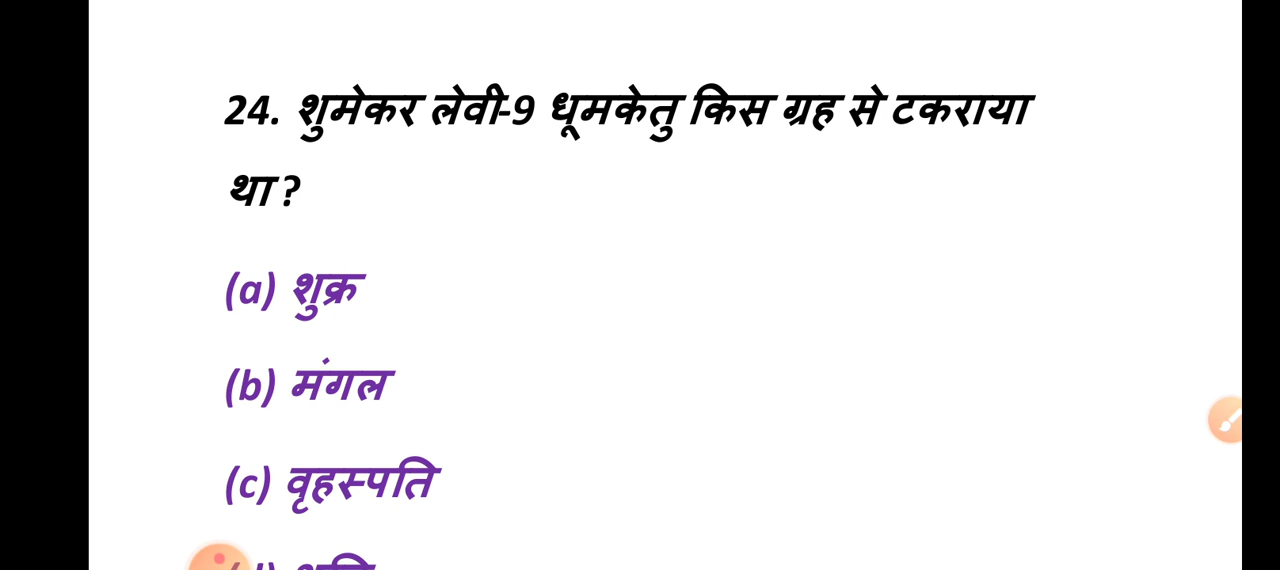 24. शुमेकर लेवी-9 धूमकेतु किस ग्रह से टकराया
था ?
(a) शुक्र
(b) मंगल
(c) वृहस्पति